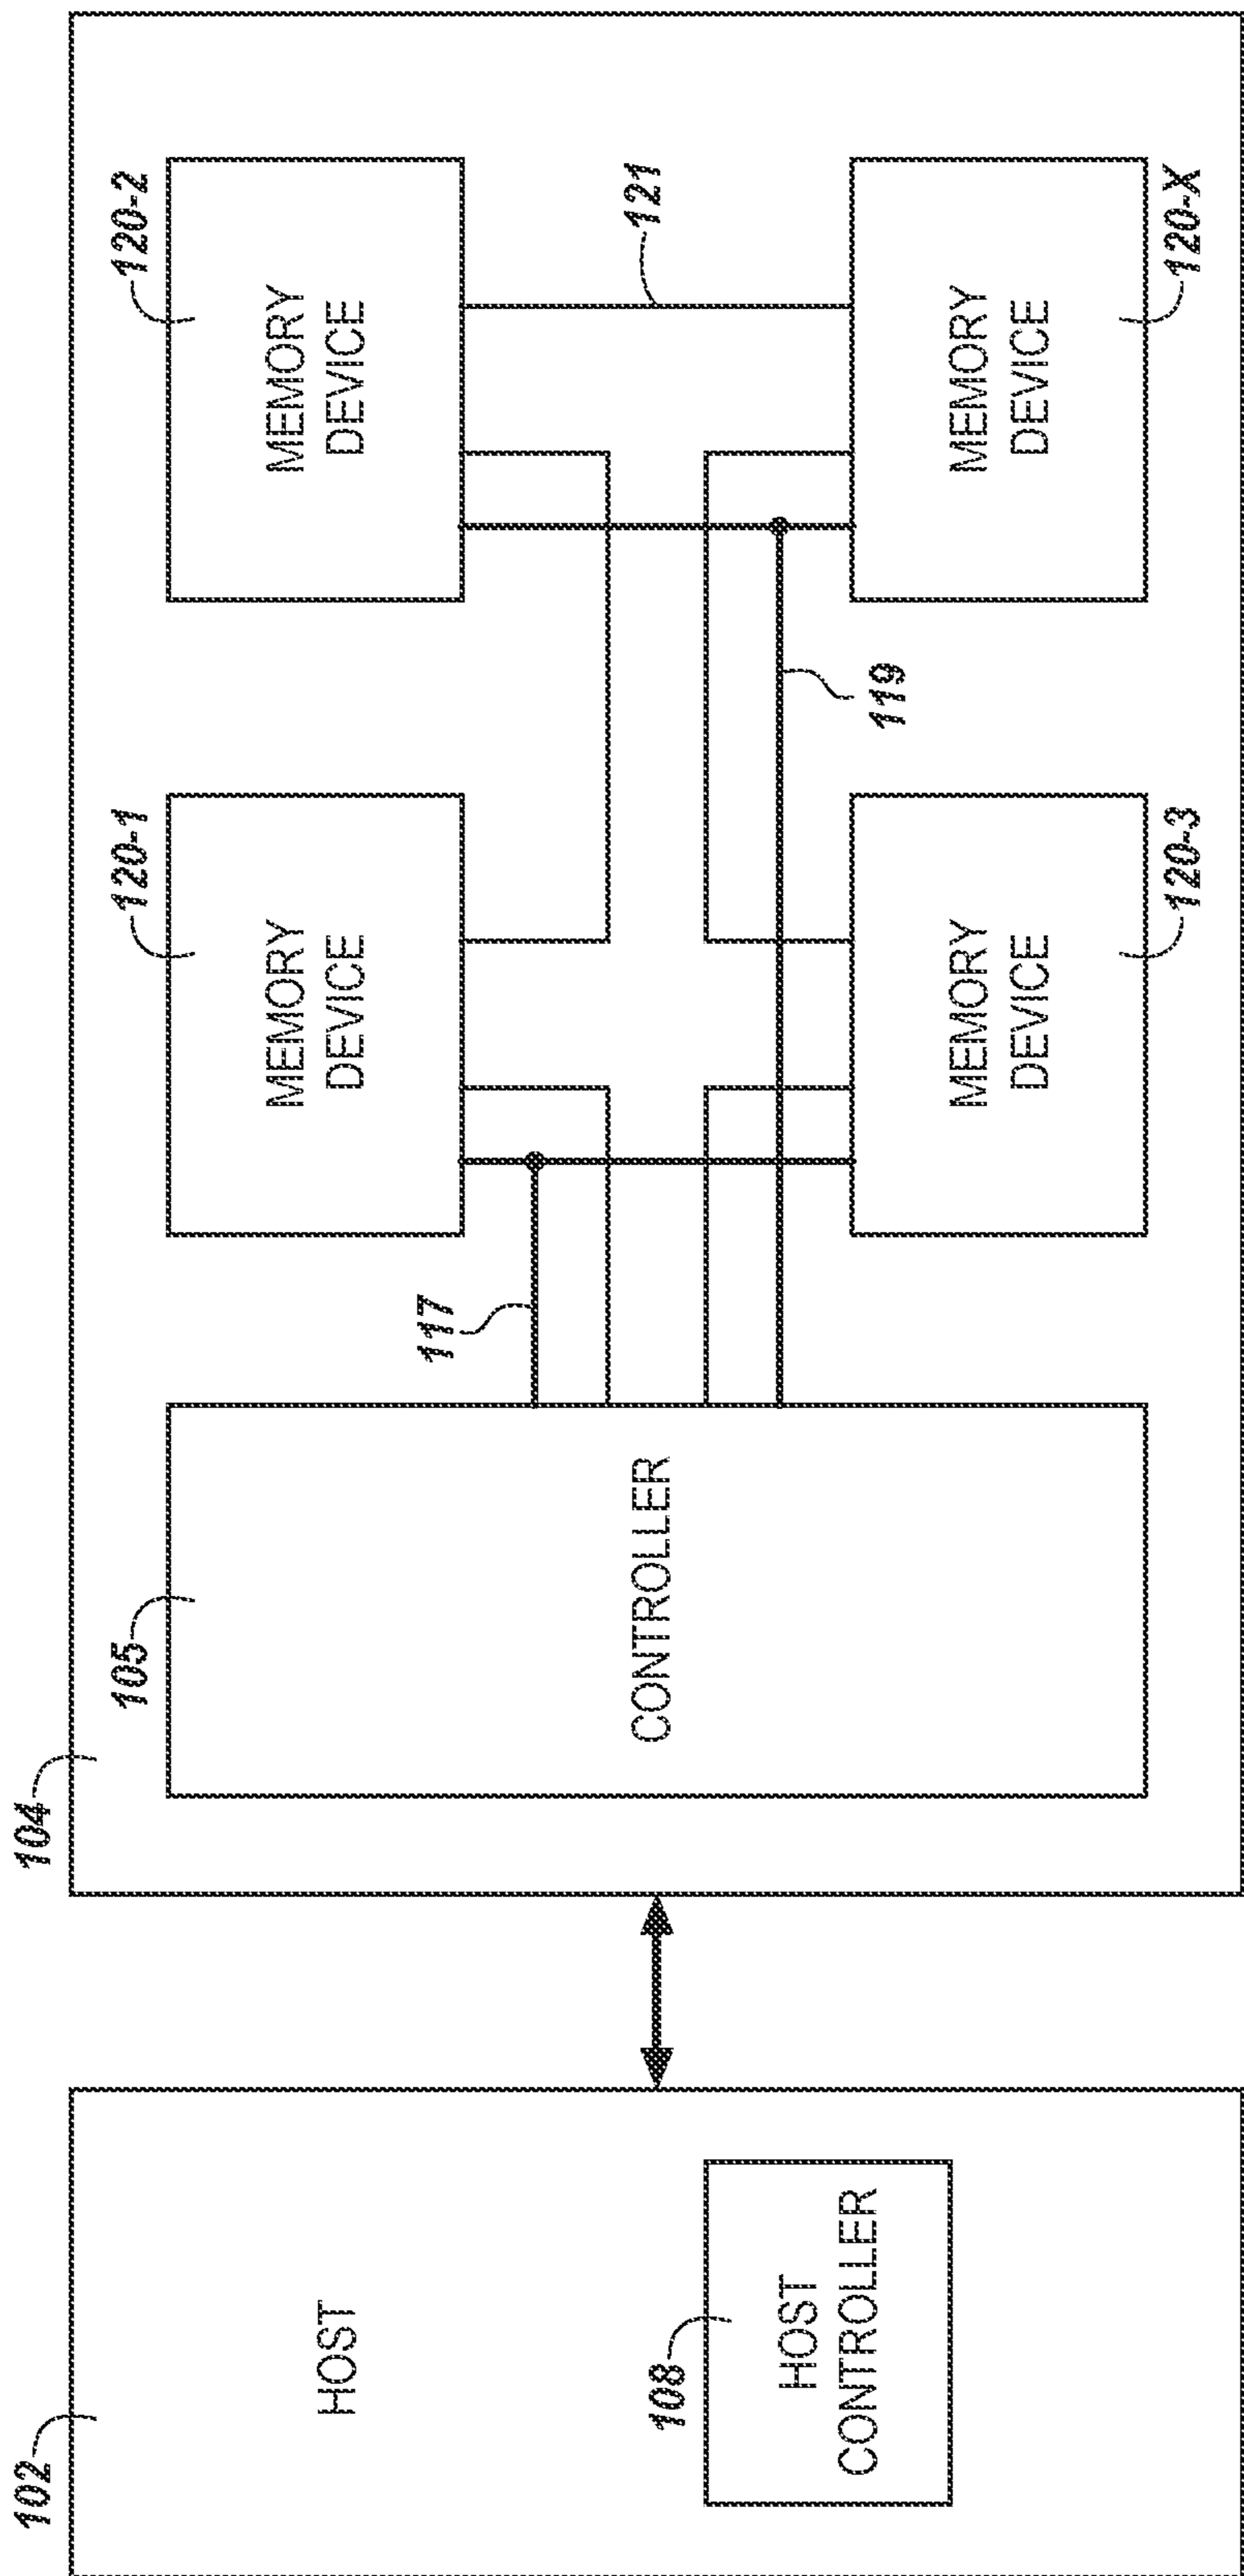 102
HOST
108
HOST
CONTROLLER
104
105
CONTROLLER
117
120-1
MEMORY
DEVICE
120-2
MEMORY
DEVICE
121
119
MEMORY
DEVICE
120-3
MEMORY
DEVICE
120-X